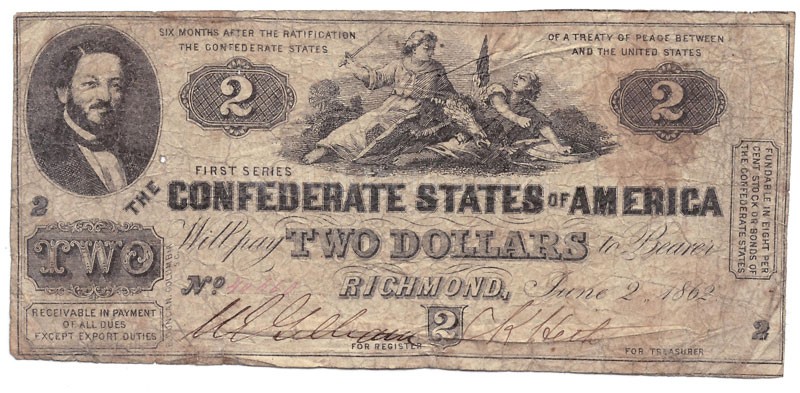 SIX MONTHS AFTER THE RATIFICATION
OF A TREATY OF PEACE BETWEEN
THE CONFEDERATE STATES
AND THE UNITED STATES
2
2
FIRST SERIES
THE CONFEDERATE STATES OF AMERICA
2
Will pay TWO DOLLARS to Bearer
TWO
No
RICHMOND, June 2 1862
FUNDABLE IN EIGHT PER
CENT STOCK OR BONDS OF
THE CONFEDERATE STATES
RECEIVABLE IN PAYMENT
OF ALL DUES
EXCEPT EXPORT DUTIES
2
FOR REGISTER
FOR TREASURER
2